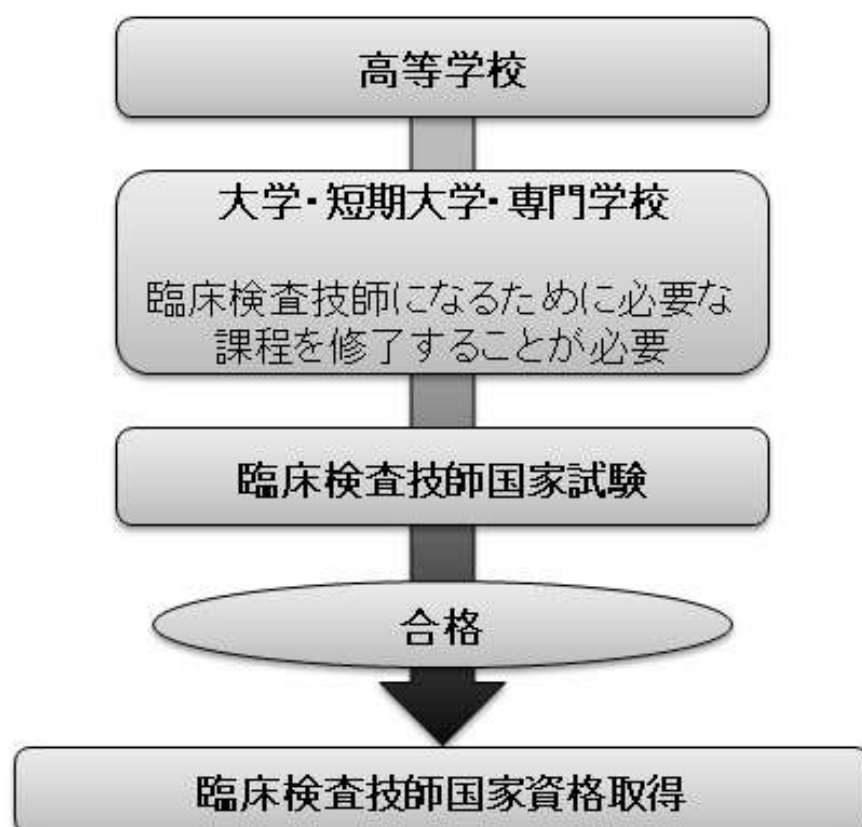 高等学校
大学・短期大学・専門学校
臨床検査技師になるために必要な
課程を修了することが必要
臨床検査技師国家試験
合格
臨床検査技師国家資格取得